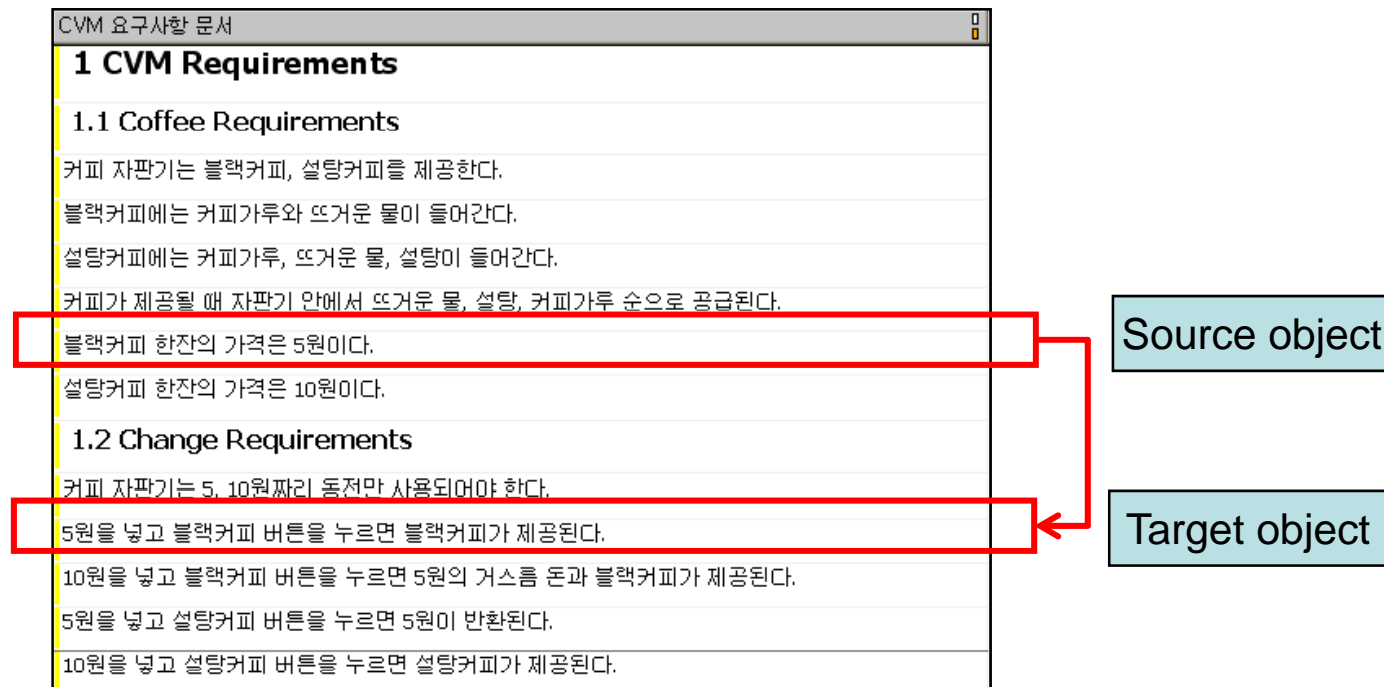 CVM 요구사항 문서
1 CVM Requirements
1.1 Coffee Requirements
커피 자판기는 블랙커피, 설탕커피를 제공한다.
블랙커피에는 커피가루와 뜨거운 물이 들어간다.
설탕커피에는 커피가루, 뜨거운 물, 설탕이 들어간다.
커피가 제공될 때 자판기 안에서 뜨거운 물, 설탕, 커피가루 순으로 공급된다.
블랙커피 한잔의 가격은 5원이다.
Source object
설탕커피 한잔의 가격은 10원이다.
1.2 Change Requirements
커피 자판기는 5, 10원짜리 동전만 사용되어야 한다.
5원을 넣고 블랙커피 버튼을 누르면 블랙커피가 제공된다.
Target object
10원을 넣고 블랙커피 버튼을 누르면 5원의 거스름 돈과 블랙커피가 제공된다.
5원을 넣고 설탕커피 버튼을 누르면 5원이 반환된다.
10원을 넣고 설탕커피 버튼을 누르면 설탕커피가 제공된다.